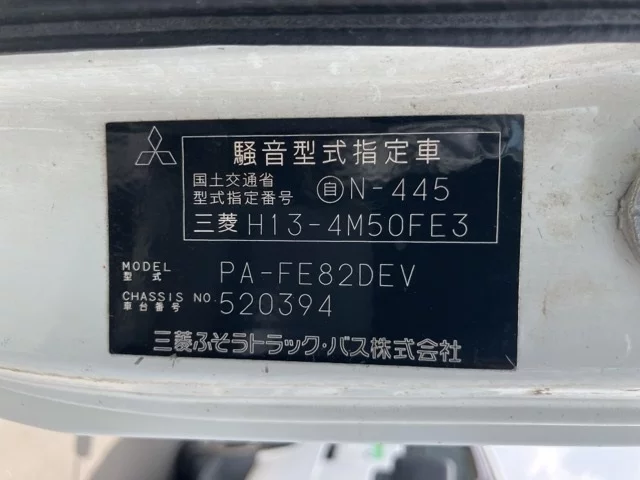 騒音型式指定車
国土交通省
型式指定番号 自 N-445
三菱 H13-4M50FE3
MODEL
型式 PA-FE82DEV
CHASSIS NO.
車台番号 520394
三菱ふそうトラック・バス株式会社